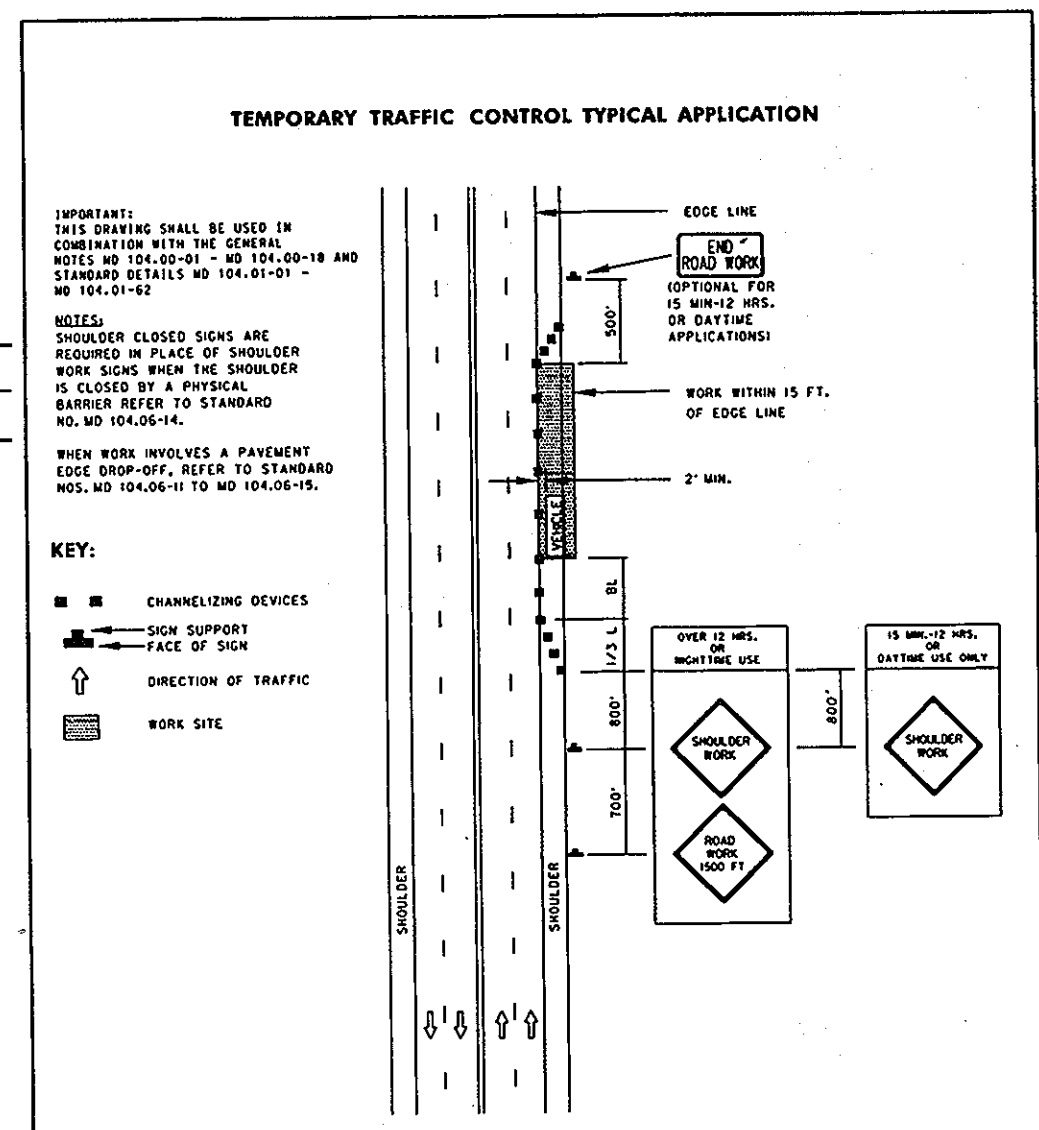 TEMPORARY TRAFFIC CONTROL TYPICAL APPLICATION
IMPORTANT:
THIS DRAWING SHALL BE USED IN
COMBINATION WITH THE GENERAL
NOTES MD 104.00-01 - MD 104.00-18 AND
STANDARD DETAILS MD 104.01-01 -
MD 104.01-62
NOTES:
SHOULDER CLOSED SIGNS ARE
REQUIRED IN PLACE OF SHOULDER
WORK SIGNS WHEN THE SHOULDER
IS CLOSED BY A PHYSICAL
BARRIER REFER TO STANDARD
NO. MD 104.06-14.
WHEN WORK INVOLVES A PAVEMENT
EDGE DROP-OFF, REFER TO STANDARD
NOS. MD 104.06-11 TO MD 104.06-15.
KEY:
CHANNELIZING DEVICES
SIGN SUPPORT
FACE OF SIGN
DIRECTION OF TRAFFIC
WORK SITE
EDGE LINE
END
ROAD WORK
(OPTIONAL FOR
15 MIN-12 HRS.
OR DAYTIME
APPLICATIONS)
500'
WORK WITHIN 15 FT.
OF EDGE LINE
2' MIN.
VEHICLE
BL
1/3 L
800'
700'
SHOULDER
SHOULDER
OVER 12 HRS.
OR
NIGHTTIME USE
SHOULDER
WORK
ROAD
WORK
1500 FT
15 MIN.-12 HRS.
OR
DAYTIME USE ONLY
800'
SHOULDER
WORK